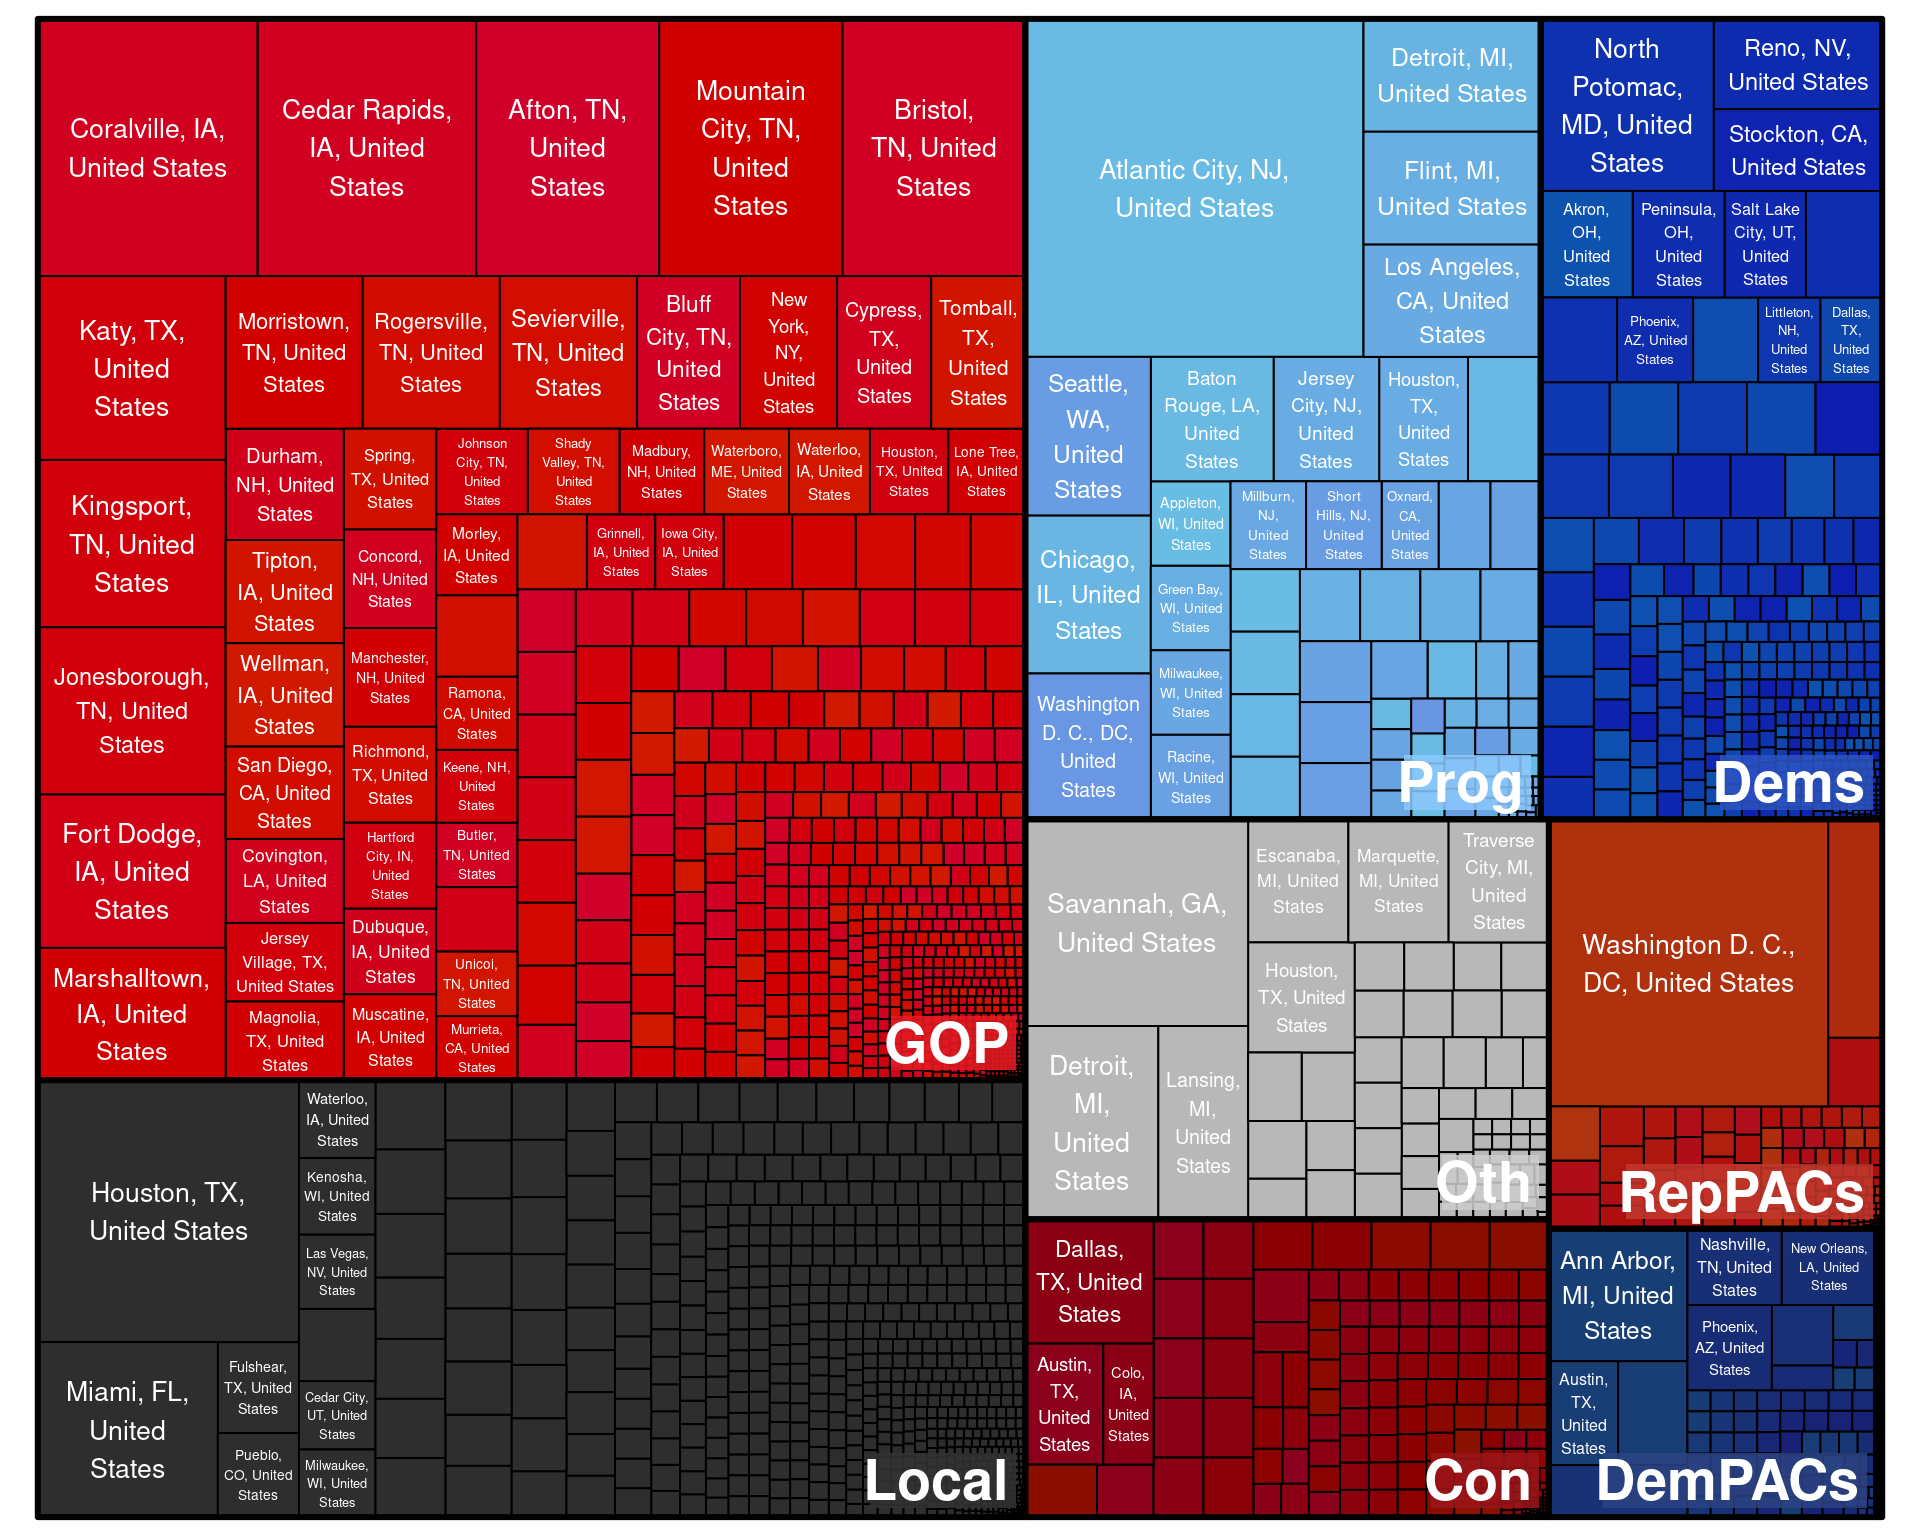 Coralville, IA,
United States
Cedar Rapids,
IA, United
States
Afton, TN,
United
States
Mountain
City, TN,
United
States
Bristol,
TN, United
States
Katy, TX,
United
States
Morristown,
TN, United
States
Rogersville,
TN, United
States
Sevierville,
TN, United
States
Bluff
City, TN,
United
States
New
York,
NY,
United
States
Cypress,
TX,
United
States
Tomball,
TX,
United
States
Kingsport,
TN, United
States
Jonesborough,
TN, United
States
Fort Dodge,
IA, United
States
Marshalltown,
IA, United
States
Durham,
NH, United
States
Tipton,
IA, United
States
Wellman,
IA, United
States
San Diego,
CA, United
States
Covington,
LA, United
States
Jersey
Village, TX,
United States
Magnolia,
TX, United
States
Spring,
TX, United
States
Concord,
NH, United
States
Manchester,
NH, United
States
Richmond,
TX, United
States
Hartford
City, IN,
United
States
Dubuque,
IA, United
States
Muscatine,
IA, United
States
Johnson
City, TN,
United
States
Shady
Valley, TN,
United
States
Madbury,
NH, United
States
Waterboro,
ME, United
States
Waterloo,
IA, United
States
Houston,
TX, United
States
Lone Tree,
IA, United
States
Morley,
IA, United
States
Grinnell,
IA, United
States
Iowa City,
IA, United
States
Ramona,
CA, United
States
Keene, NH,
United
States
Butler,
TN, United
States
Unicoi,
TN, United
States
Murrieta,
CA, United
States
GOP
Houston, TX,
United States
Miami, FL,
United
States
Fulshear,
TX, United
States
Pueblo,
CO, United
States
Waterloo,
IA, United
States
Kenosha,
WI, United
States
Las Vegas,
NV, United
States
Cedar City,
UT, United
States
Milwaukee,
WI, United
States
Local
Atlantic City, NJ,
United States
Detroit, MI,
United States
Flint, MI,
United States
Los Angeles,
CA, United
States
Seattle,
WA,
United
States
Chicago,
IL, United
States
Washington
D. C., DC,
United
States
Baton
Rouge, LA,
United
States
Jersey
City, NJ,
United
States
Houston,
TX,
United
States
Appleton,
WI, United
States
Millburn,
NJ,
United
States
Short
Hills, NJ,
United
States
Oxnard,
CA,
United
States
Green Bay,
WI, United
States
Milwaukee,
WI, United
States
Racine,
WI, United
States
Prog
North
Potomac,
MD, United
States
Reno, NV,
United States
Stockton, CA,
United States
Akron,
OH,
United
States
Peninsula,
OH,
United
States
Salt Lake
City, UT,
United
States
Phoenix,
AZ, United
States
Littleton,
NH,
United
States
Dallas,
TX,
United
States
Dems
Savannah, GA,
United States
Detroit,
MI,
United
States
Lansing,
MI,
United
States
Escanaba,
MI, United
States
Marquette,
MI, United
States
Traverse
City, MI,
United
States
Houston,
TX, United
States
Oth
Washington D. C.,
DC, United States
RepPACs
Dallas,
TX, United
States
Austin,
TX,
United
States
Colo,
IA,
United
States
Con
Ann Arbor,
MI, United
States
Austin,
TX,
United
States
Nashville,
TN, United
States
New Orleans,
LA, United
States
Phoenix,
AZ, United
States
DemPACs